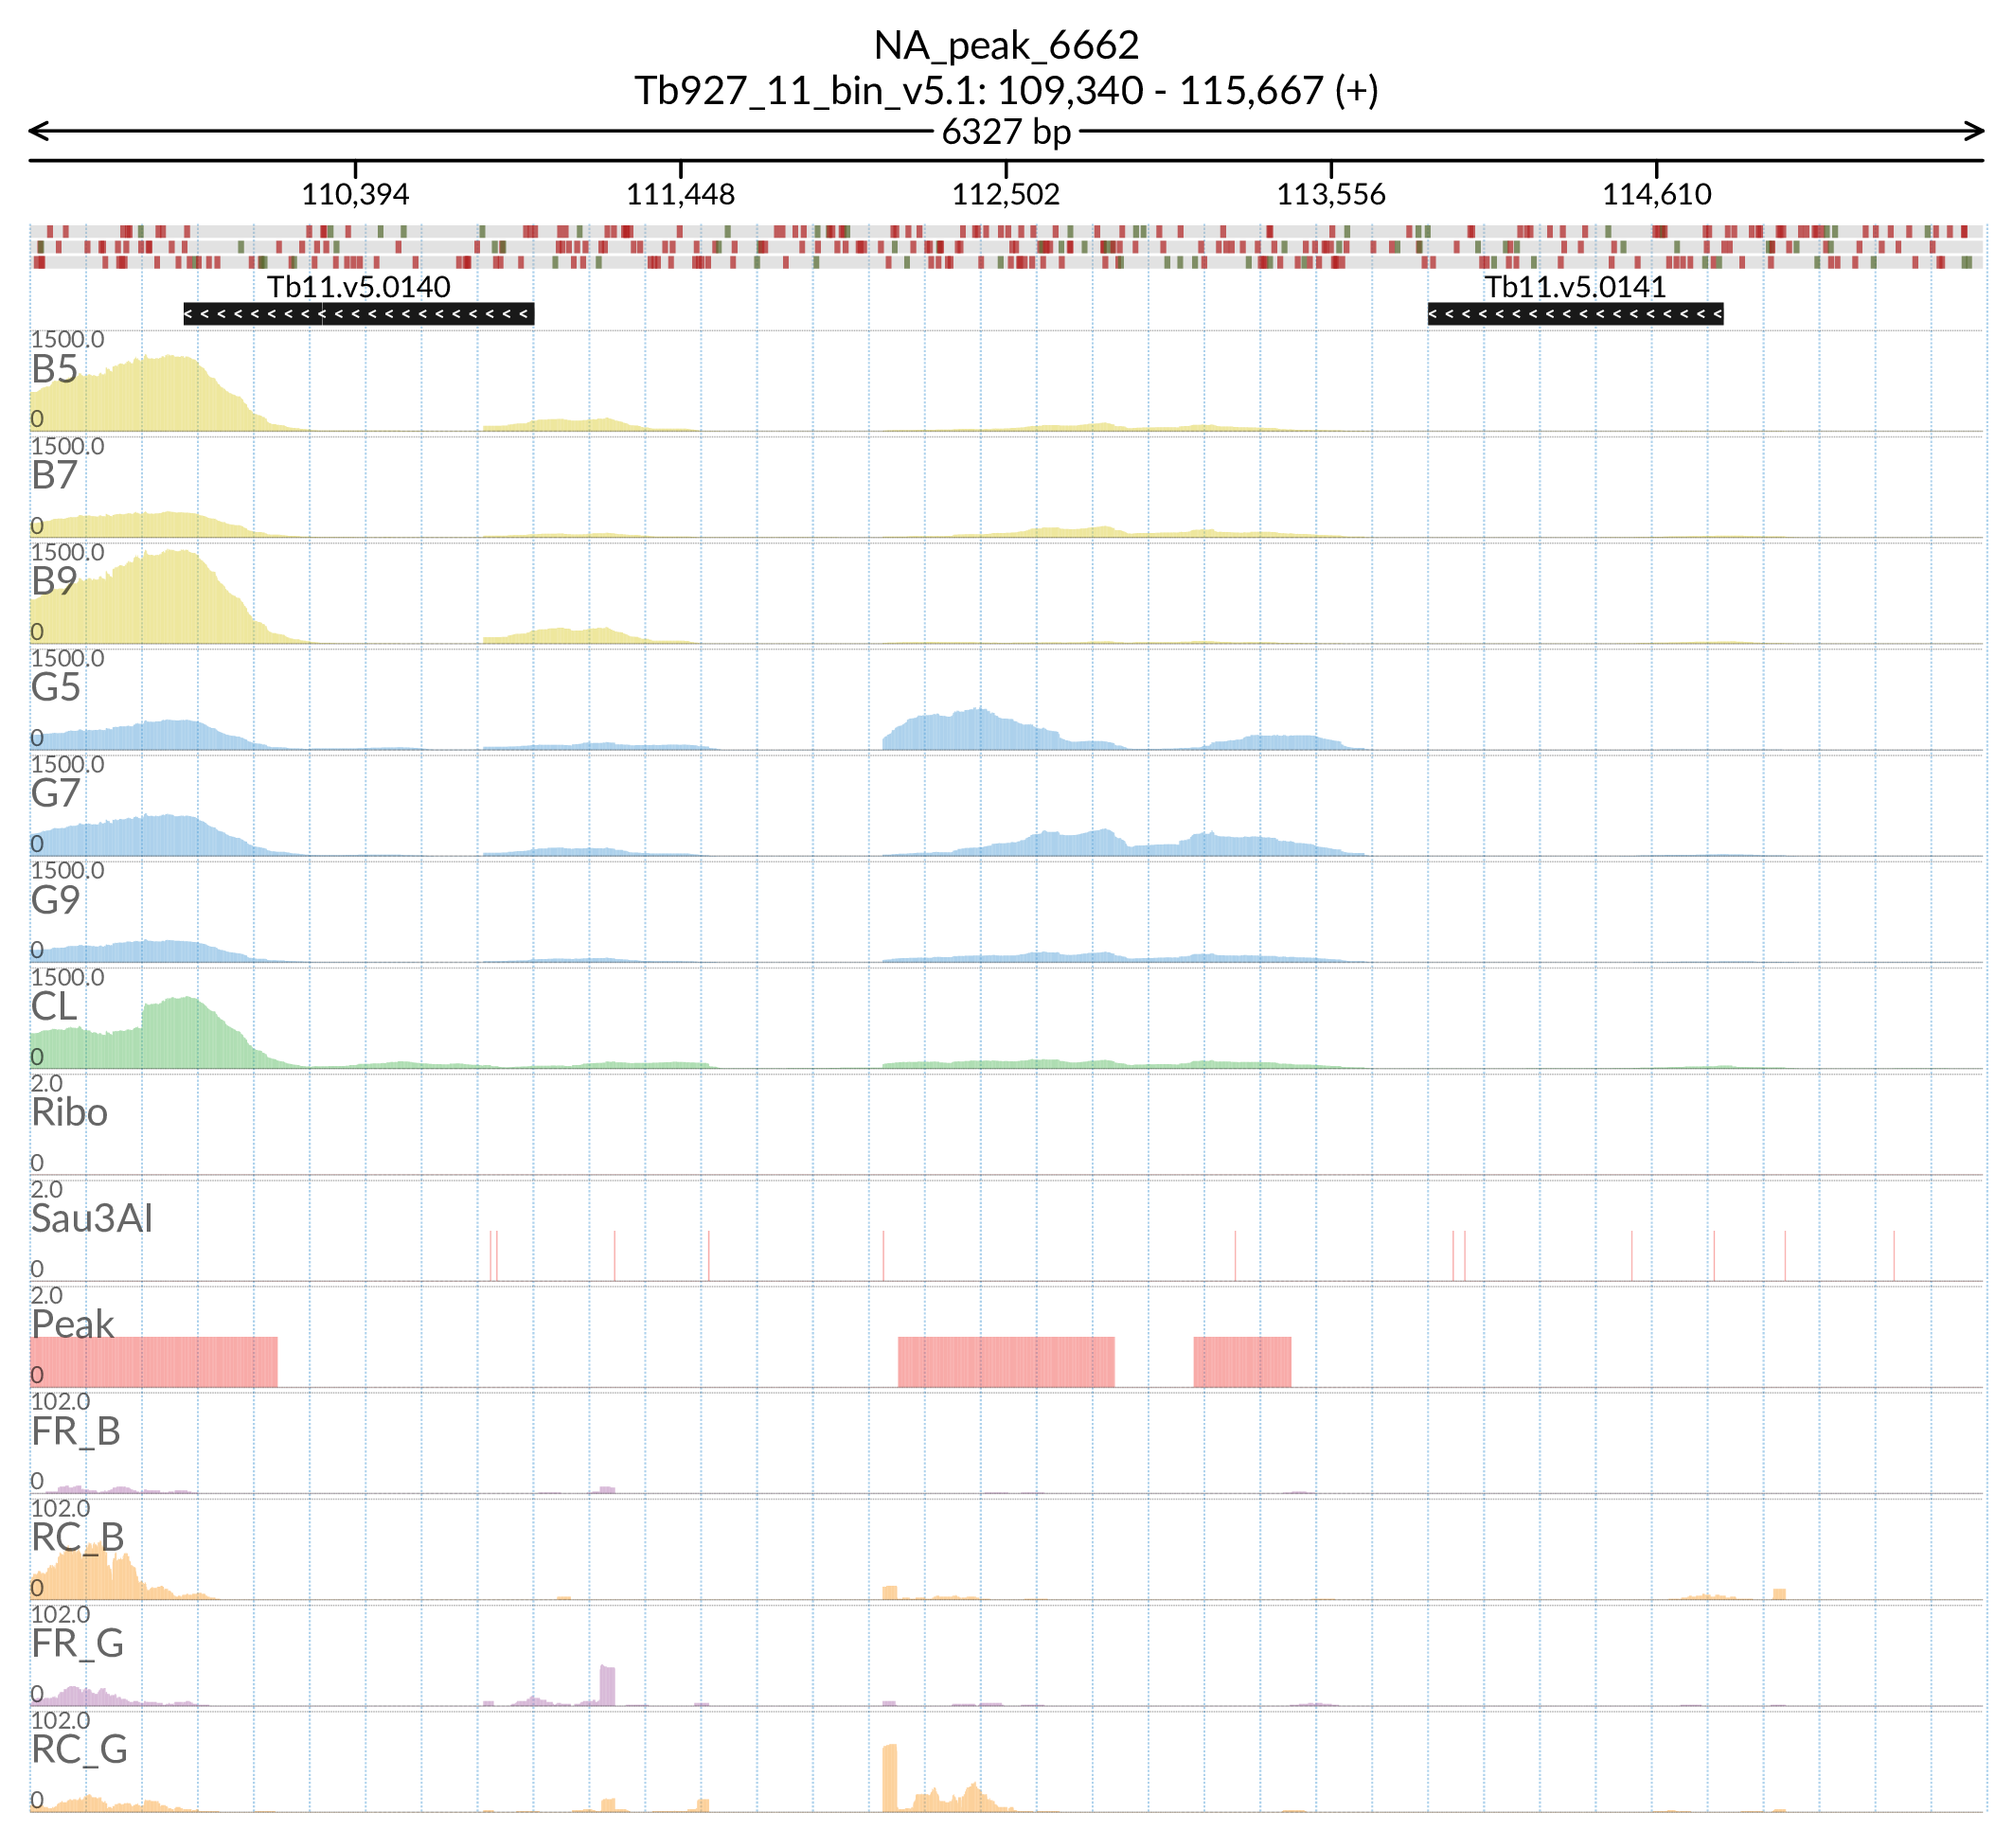 NA_peak_6662
Tb927_11_bin_v5.1: 109,340 - 115,667 (+)
6327 bp
110,394 111,448 112,502 113,556 114,610
Tb11.v5.0140 Tb11.v5.0141
1500.0
B5
0
1500.0
B7
0
1500.0
B9
0
1500.0
G5
0
1500.0
G7
0
1500.0
G9
0
1500.0
CL
0
2.0
Ribo
0
2.0
Sau3AI
0
2.0
Peak
0
102.0
FR_B
0
102.0
RC_B
0
102.0
FR_G
0
102.0
RC_G
0